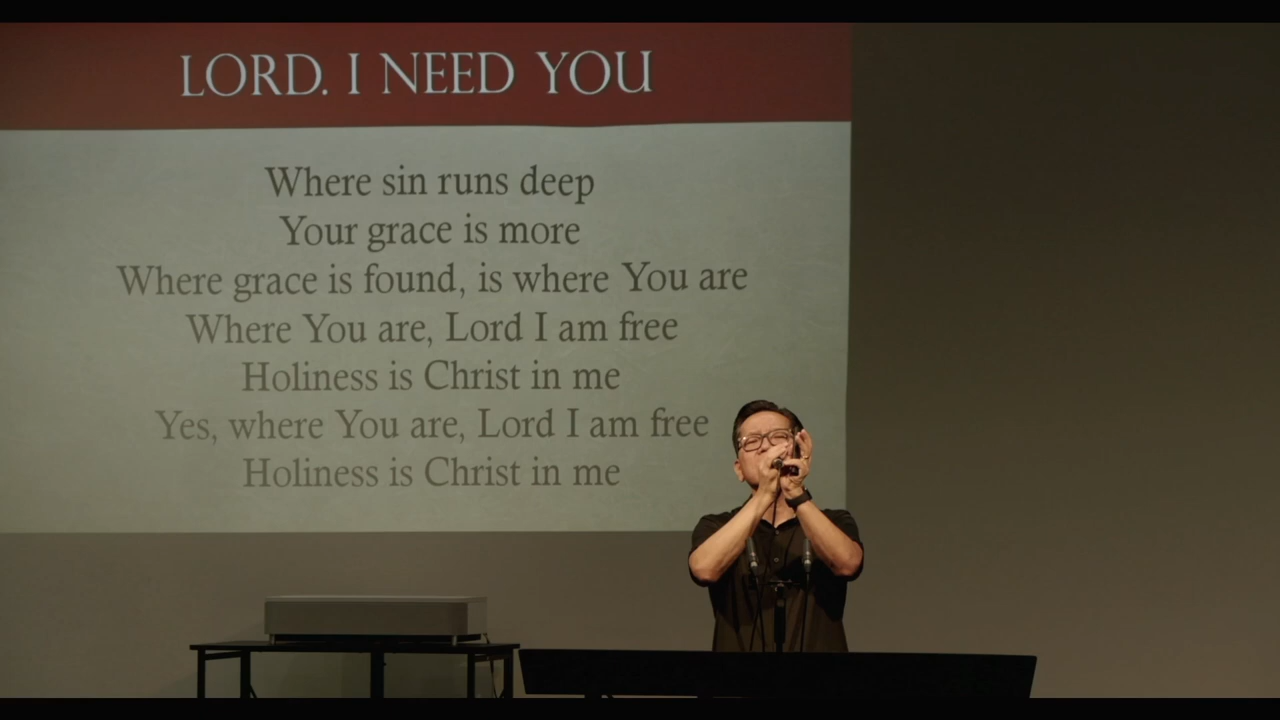 LORD. I NEED YOU
Where sin runs deep
Your grace is more
Where grace is found, is where You are
Where You are, Lord I am free
Holiness is Christ in me
Yes, where You are, Lord I am free
Holiness is Christ in me